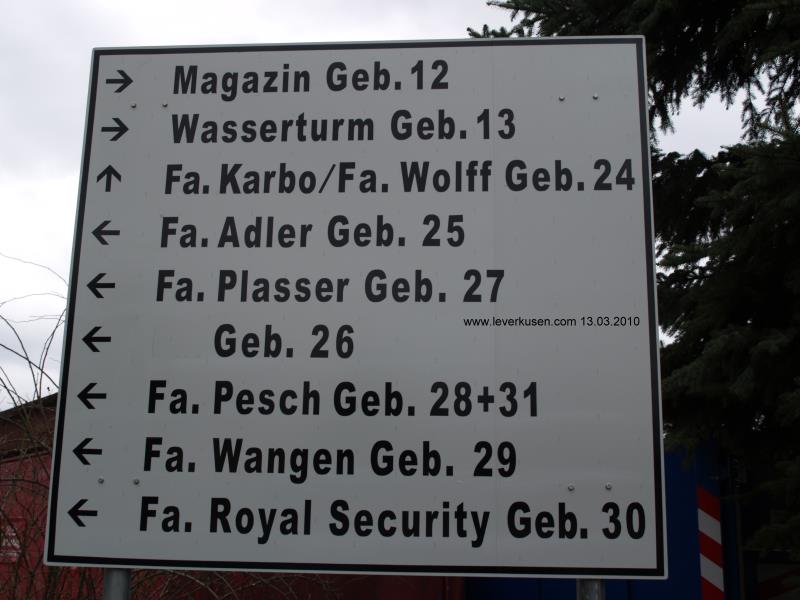 → Magazin Geb. 12
→ Wasserturm Geb. 13
↑ Fa. Karbo/Fa. Wolff Geb. 24
← Fa. Adler Geb. 25
← Fa. Plasser Geb. 27
www.leverkusen.com 13.03.2010
← Geb. 26
← Fa. Pesch Geb. 28+31
← Fa. Wangen Geb. 29
← Fa. Royal Security Geb. 30